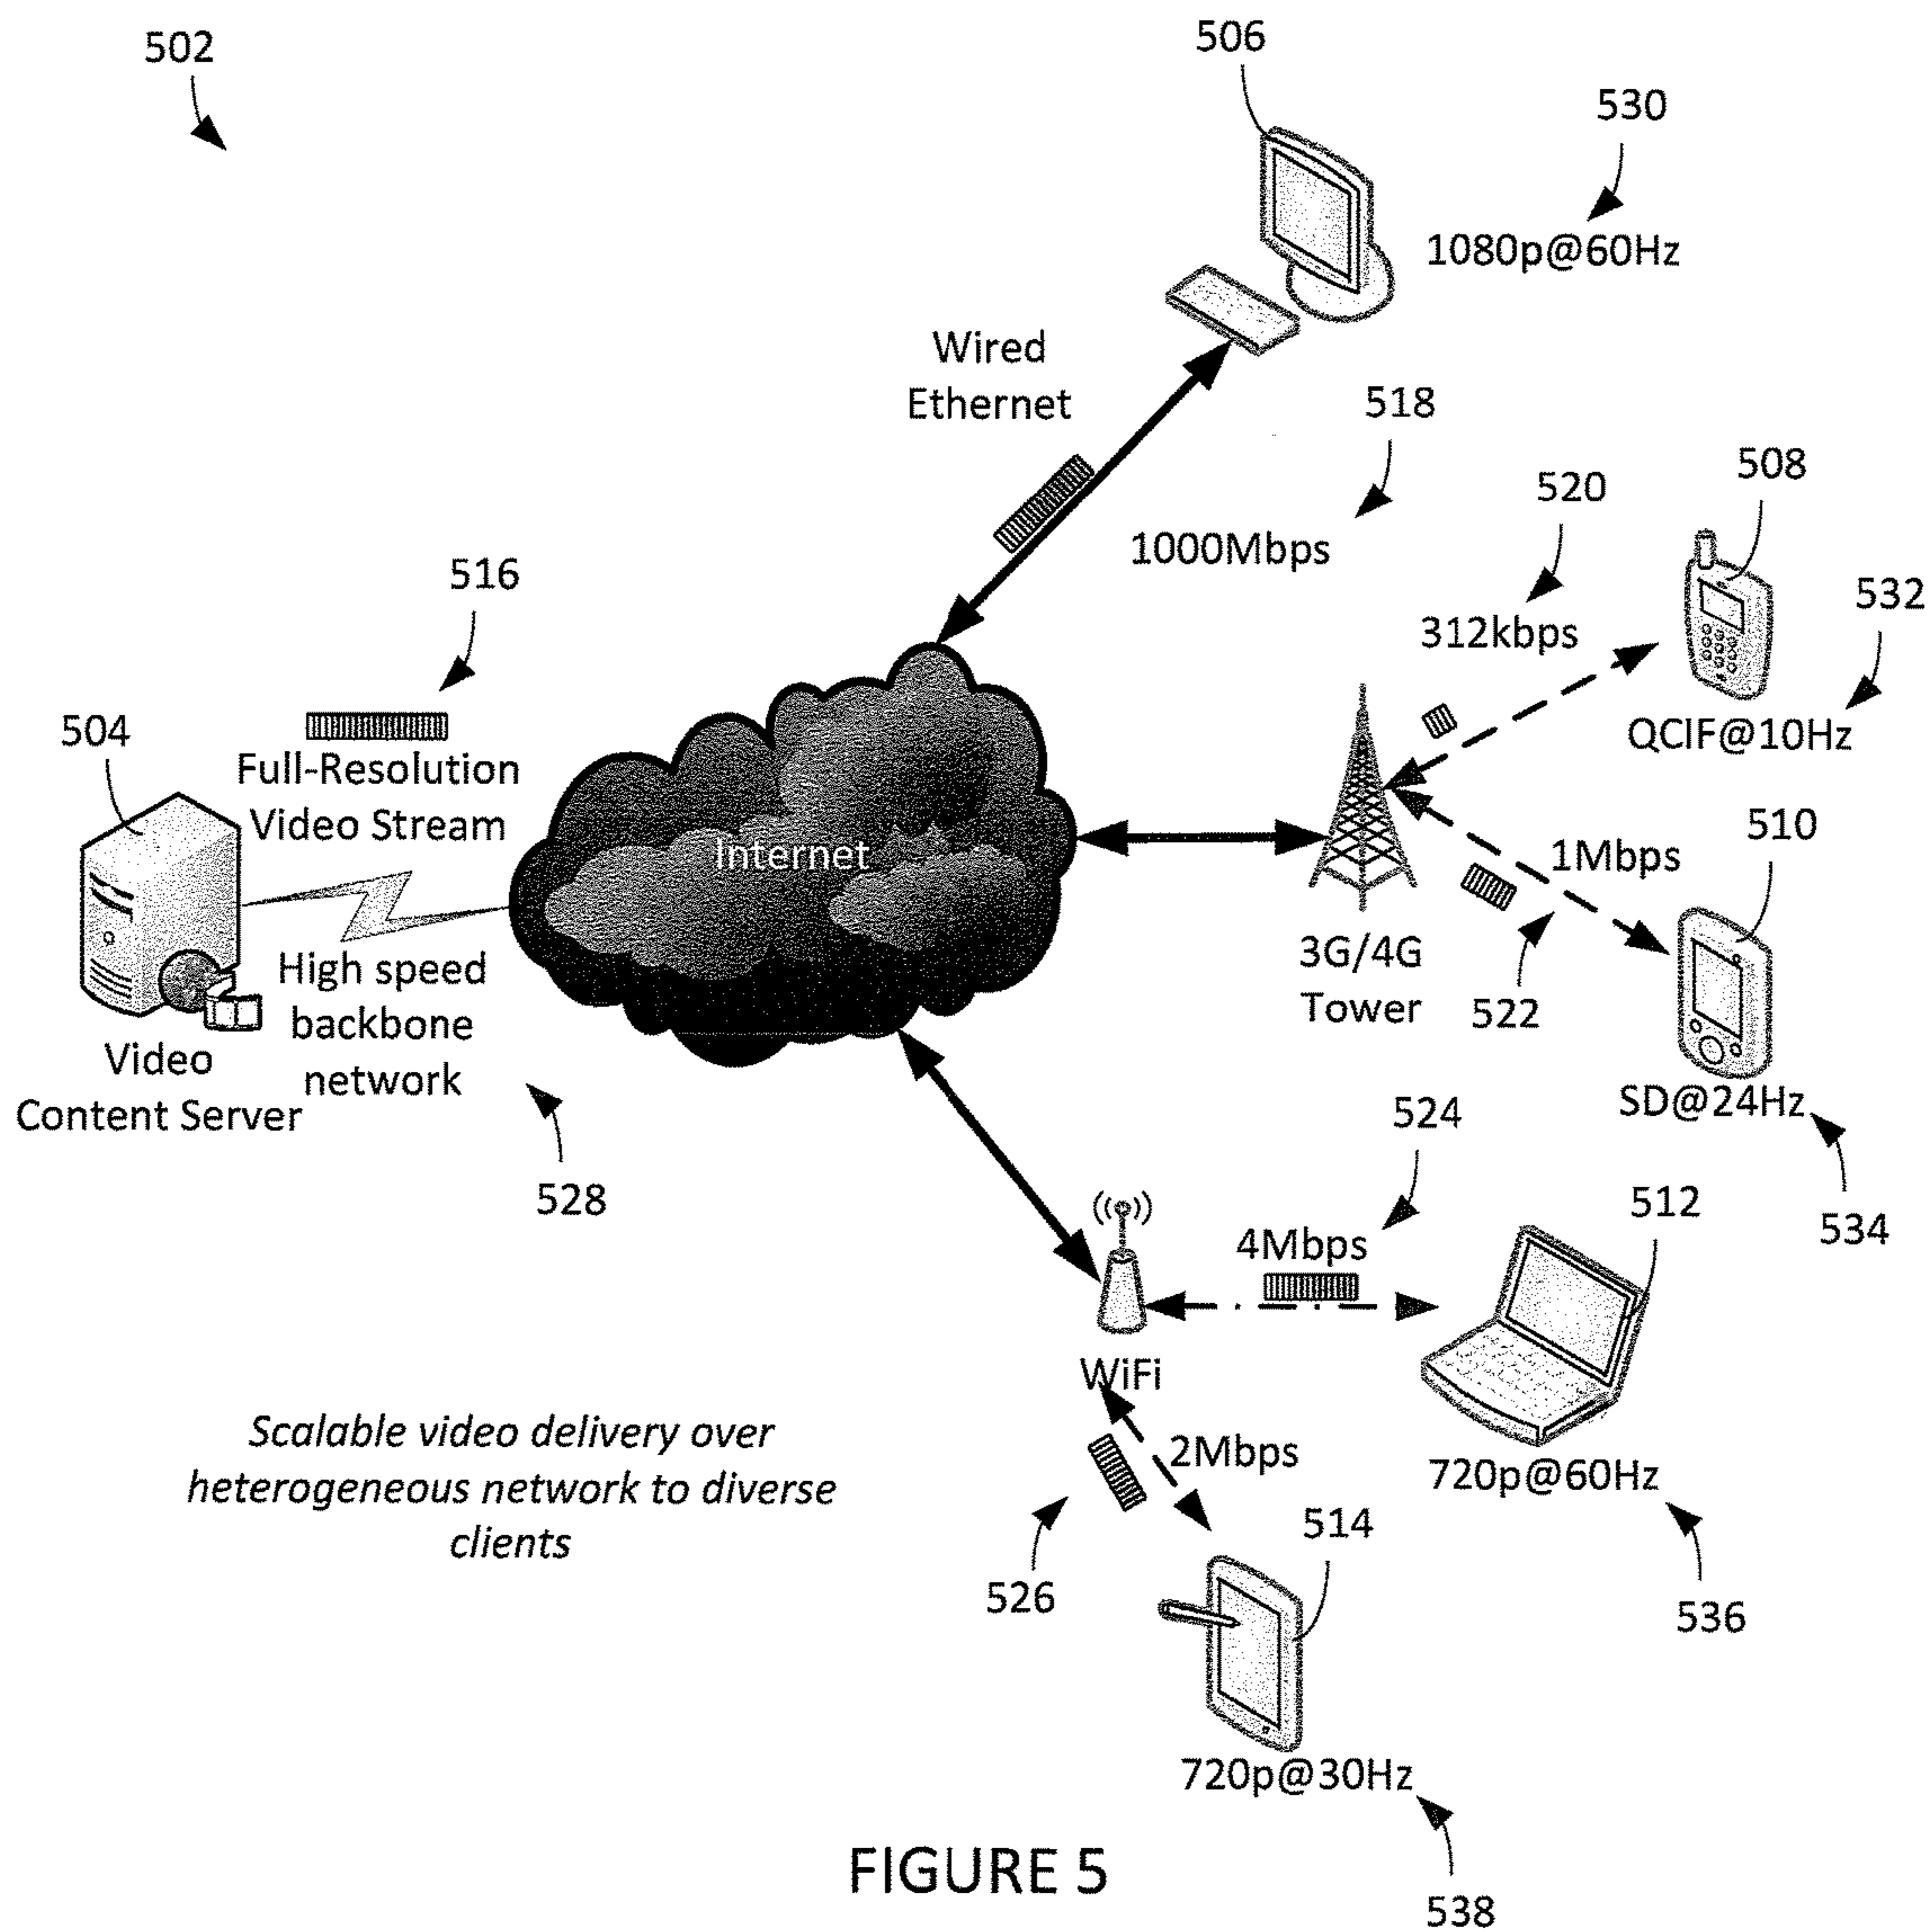 502
506
530
1080p@60Hz
Wired
Ethernet
518
1000Mbps
520
312kbps
508
532
QCIF@10Hz
516
504
Full-Resolution
Video Stream
Internet
High speed
backbone
network
Video
Content Server
528
3G/4G
Tower
1Mbps
522
510
SD@24Hz
534
524
4Mbps
512
WiFi
720p@60Hz
536
2Mbps
526
514
720p@30Hz
538
Scalable video delivery over
heterogeneous network to diverse
clients
FIGURE 5